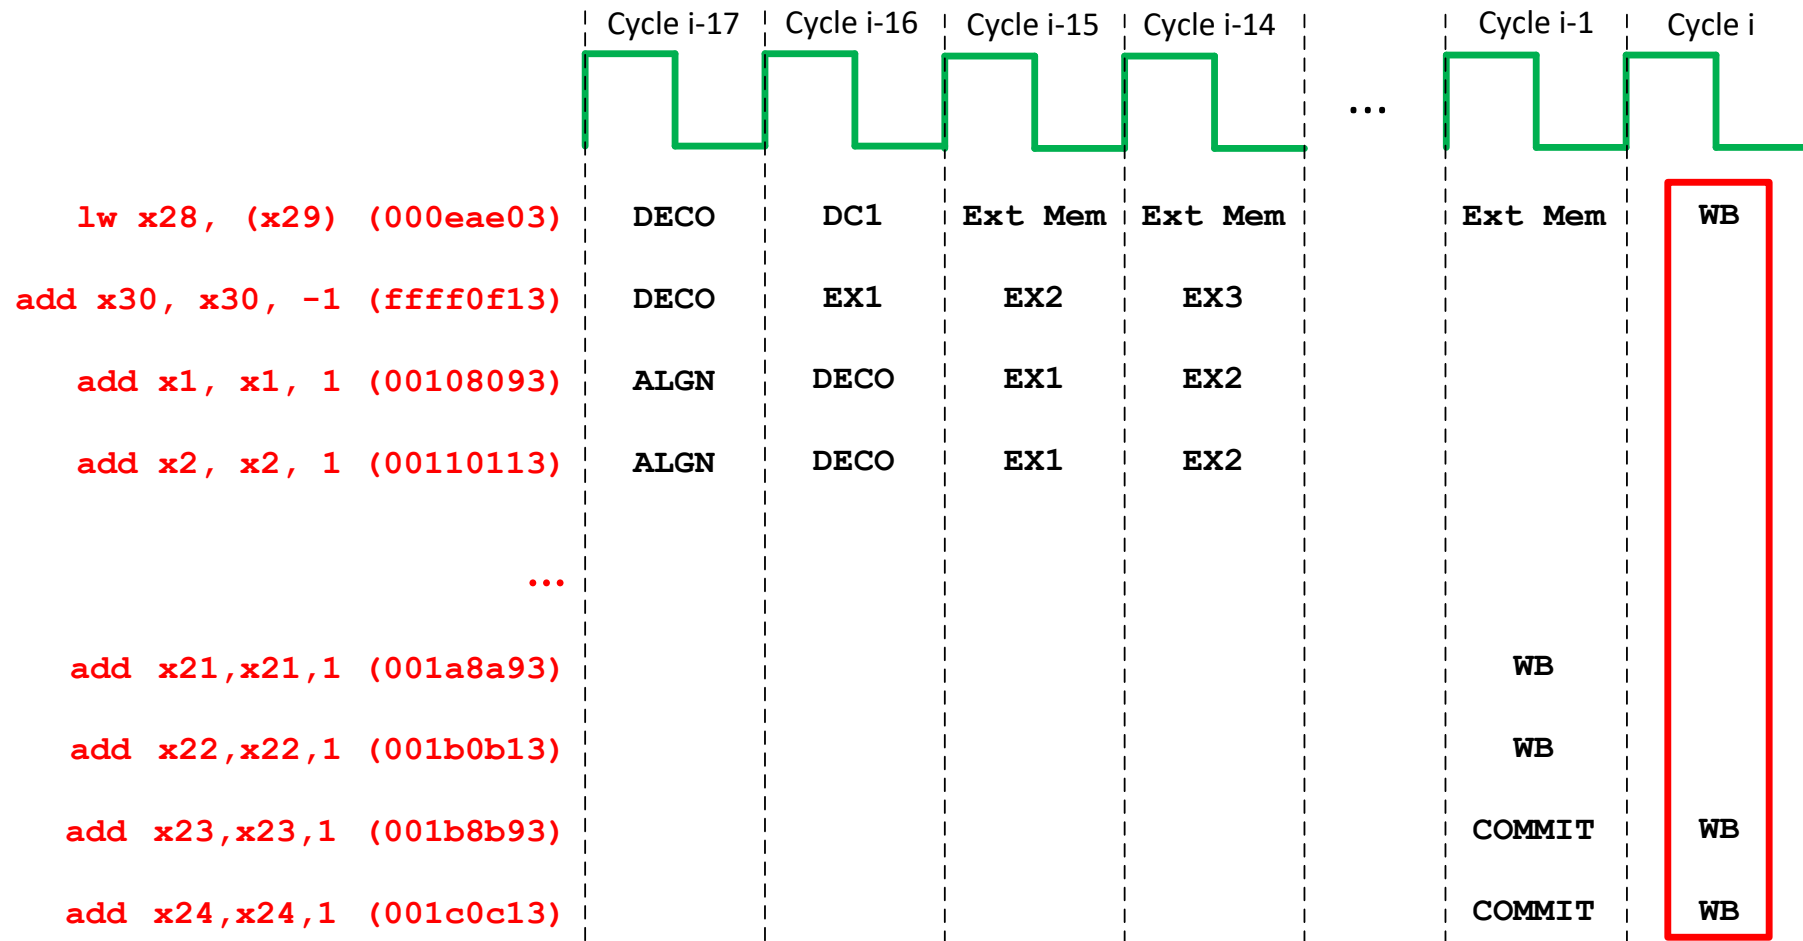 Cycle i-17 Cycle i-16 Cycle i-15 Cycle i-14 Cycle i-1 Cycle i
...
lw x28, (x29) (000eae03) DECO DC1 Ext Mem Ext Mem Ext Mem WB
add x30, x30, -1 (ffff0f13) DECO EX1 EX2 EX3
add x1, x1, 1 (00108093) ALGN DECO EX1 EX2
add x2, x2, 1 (00110113) ALGN DECO EX1 EX2
...
add x21,x21,1 (001a8a93) WB
add x22,x22,1 (001b0b13) WB
add x23,x23,1 (001b8b93) COMMIT WB
add x24,x24,1 (001c0c13) COMMIT WB